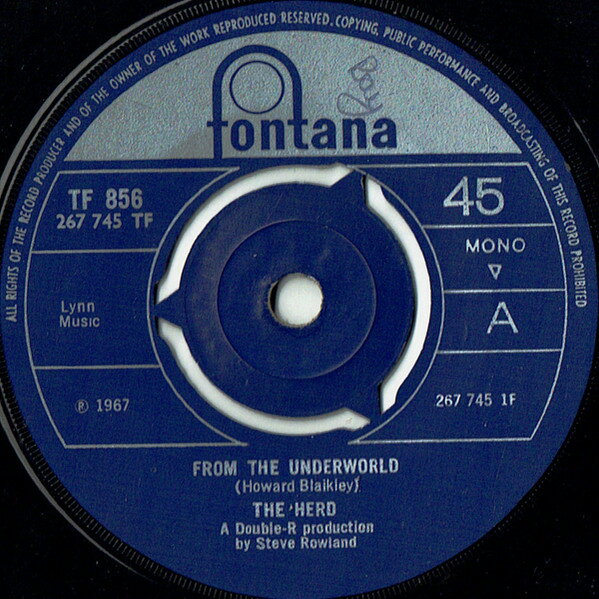 ALL RIGHTS OF THE RECORD PRODUCER AND OF THE OWNER OF THE WORK REPRODUCED RESERVED. COPYING, PUBLIC PERFORMANCE AND BROADCASTING OF THIS RECORD PROHIBITED
fontana
TF 856
267 745 TF
45
MONO
A
Lynn
Music
℗ 1967
267 745 1F
FROM THE UNDERWORLD
(Howard Blaikley)
THE HERD
A Double-R production
by Steve Rowland